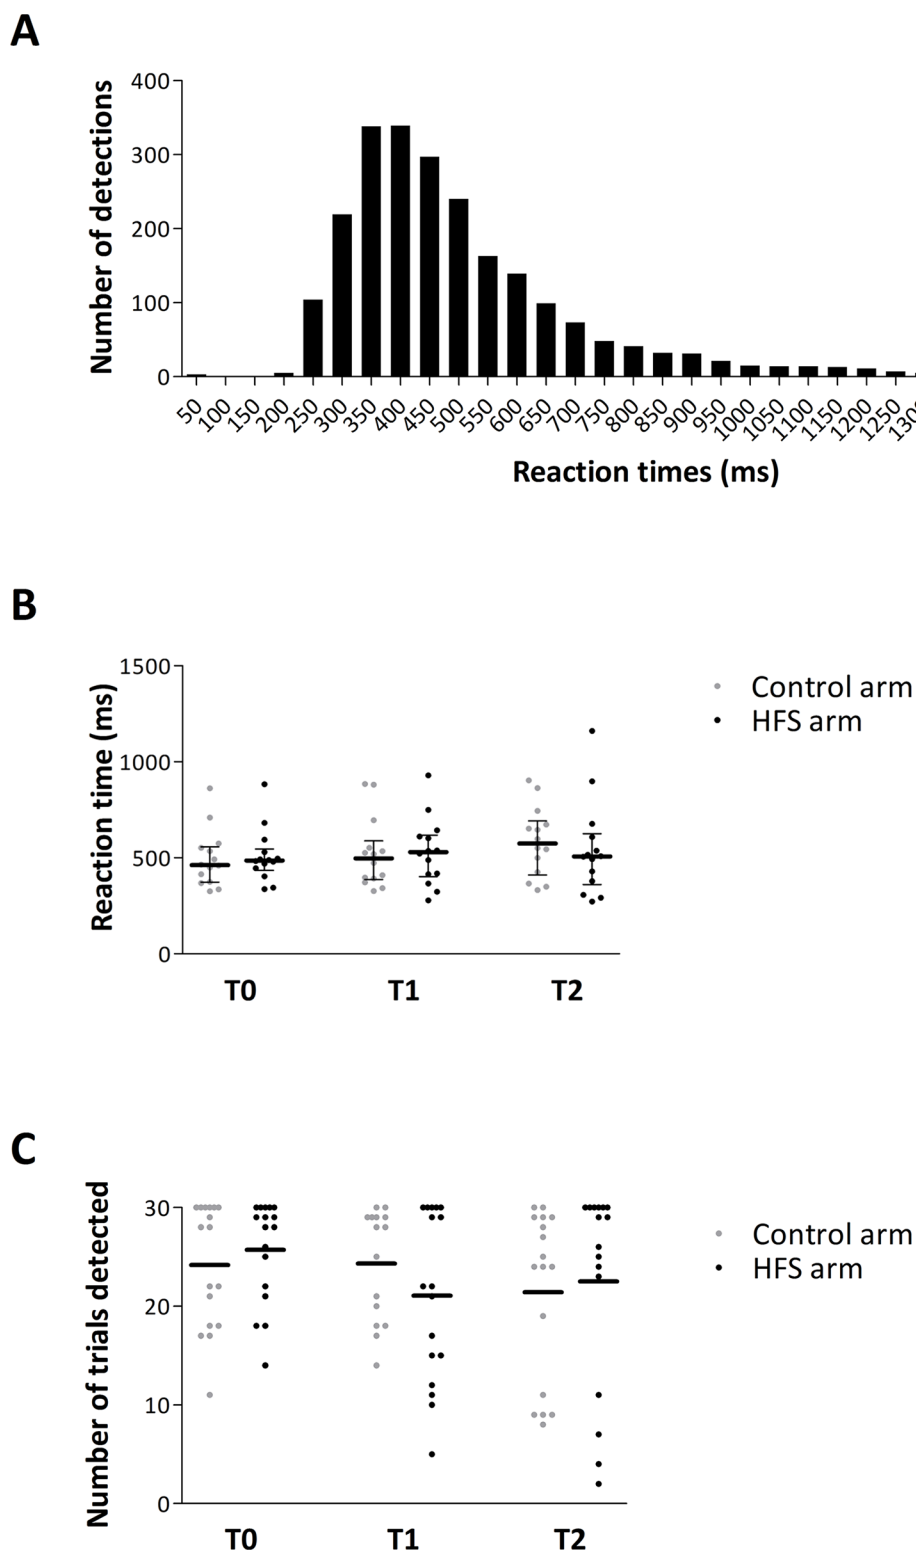 A
Number of detections
400
300
200
100
0
50 100 150 200 250 300 350 400 450 500 550 600 650 700 750 800 850 900 950 1000 1050 1100 1150 1200 1250
Reaction times (ms)
B
Reaction time (ms)
1500
1000
500
0
T0 T1 T2
Control arm
HFS arm
C
Number of trials detected
30
20
10
0
T0 T1 T2
Control arm
HFS arm